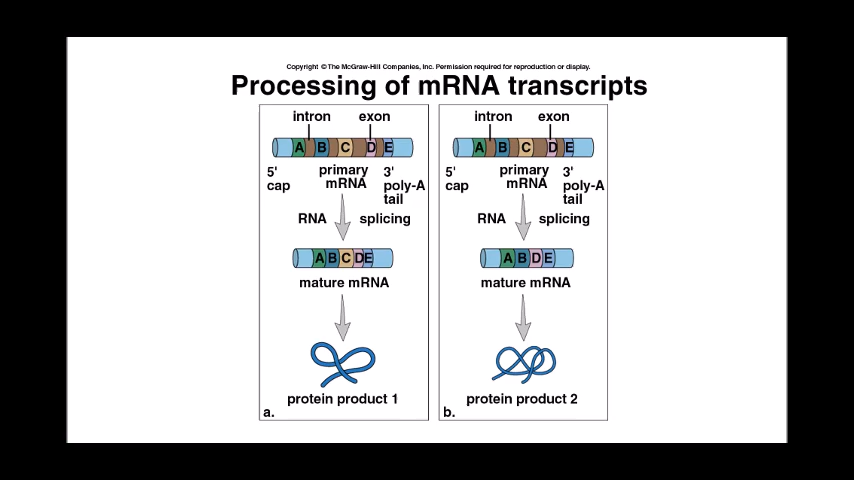 Copyright © The McGraw-Hill Companies, Inc. Permission required for reproduction or display.
Processing of mRNA transcripts
intron exon
A B C D E
5' cap
primary mRNA
3' poly-A tail
RNA splicing
A B C D E
mature mRNA
protein product 1
a.
intron exon
A B C D E
5' cap
primary mRNA
3' poly-A tail
RNA splicing
A B D E
mature mRNA
protein product 2
b.